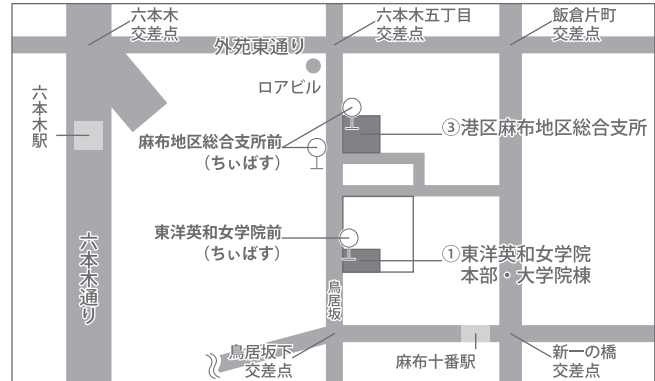 六本木
交差点
六本木五丁目
交差点
飯倉片町
交差点
外苑東通り
ロアビル
六本木駅
③港区麻布地区総合支所
麻布地区総合支所前
（ちぃばす）
東洋英和女学院前
（ちぃばす）
①東洋英和女学院
本部・大学院棟
六本木通り
鳥居坂
鳥居坂下
交差点
麻布十番駅
新一の橋
交差点